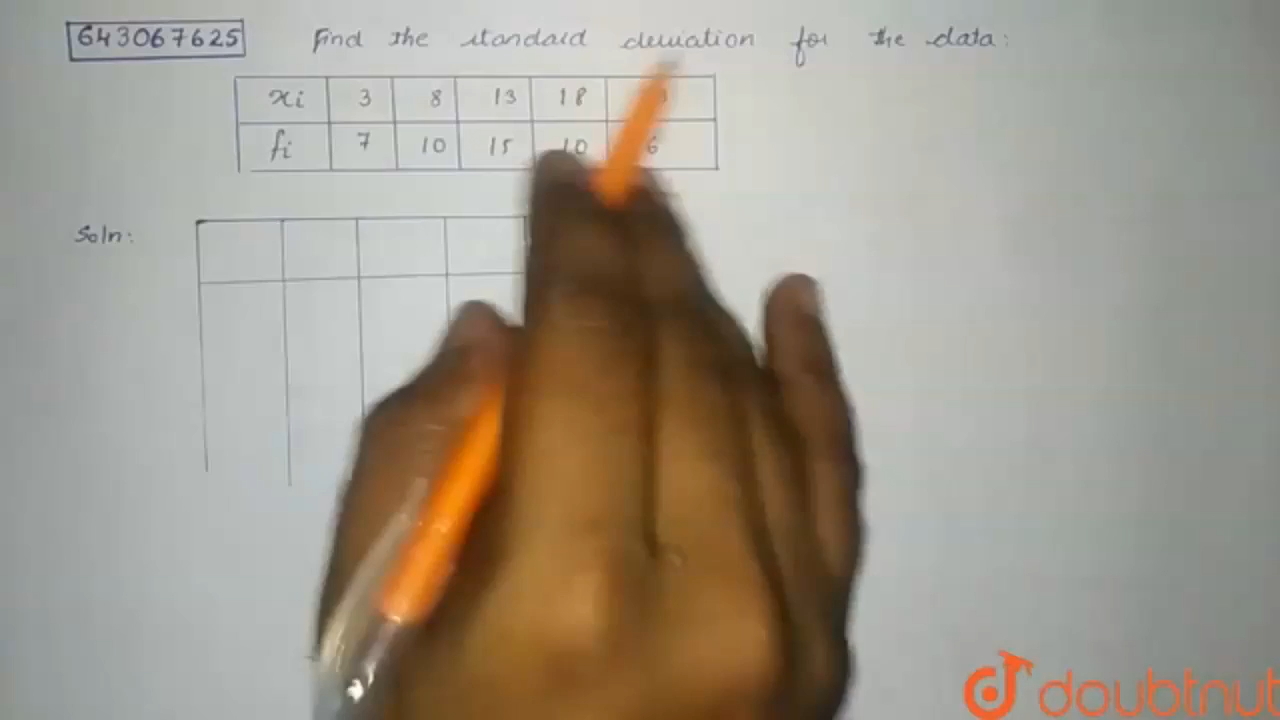 643067625 Find the standard deviation for the data:
xi 3 8 13 18
fi 7 10 15 10 6
Soln:
doubtnut